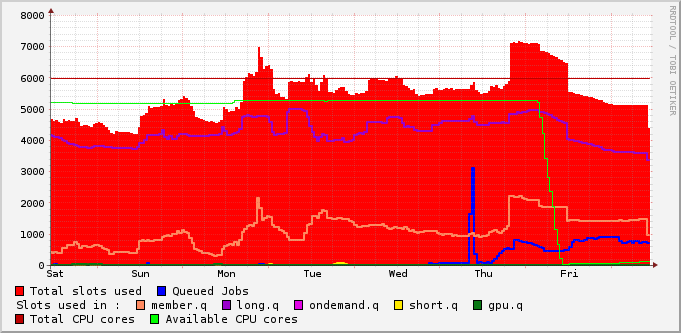 8000
7000
6000
5000
4000
3000
2000
1000
0
Sat Sun Mon Tue Wed Thu Fri
RRDTOOL / TOBI OETIKER
Total slots used Queued Jobs
Slots used in : member.q long.q ondemand.q short.q gpu.q
Total CPU cores Available CPU cores